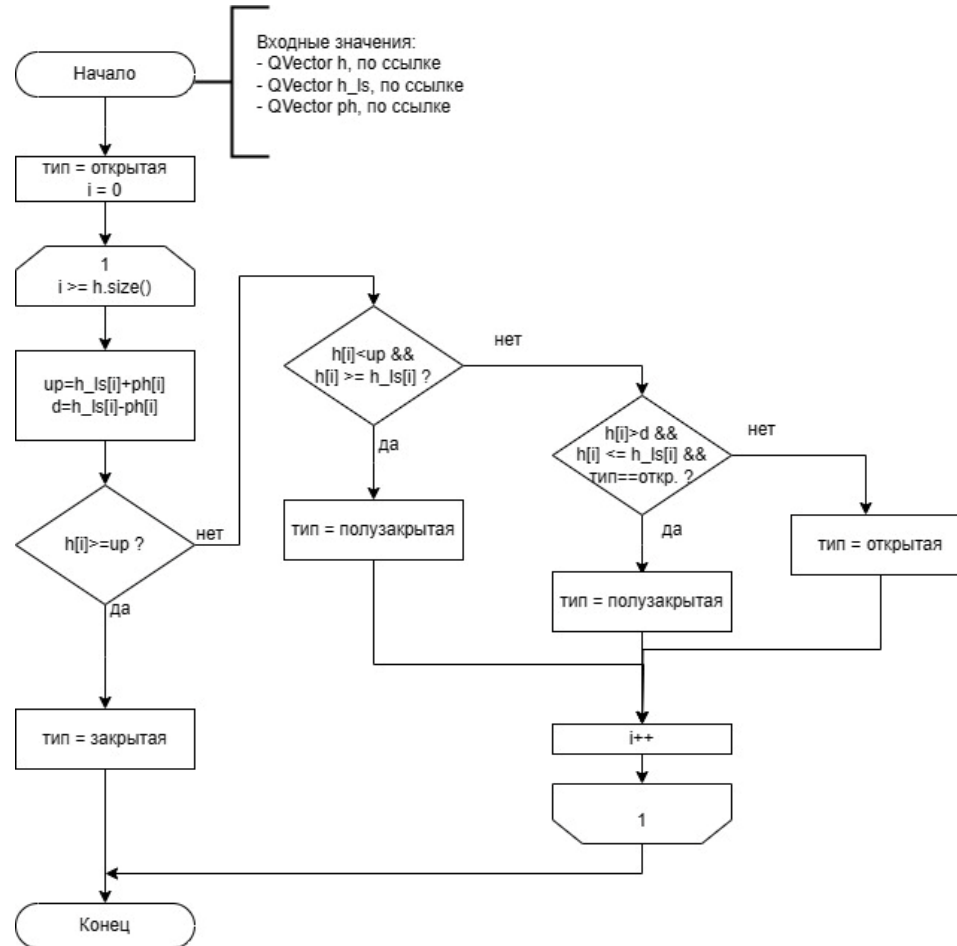 Входные значения:
- QVector h, по ссылке
- QVector h_ls, по ссылке
- QVector ph, по ссылке
Начало
тип = открытая
i = 0
1
i >= h.size()
up=h_ls[i]+ph[i]
d=h_ls[i]-ph[i]
h[i]>=up ?
нет
да
тип = закрытая
h[i]<up &&
h[i] >= h_ls[i] ?
нет
да
тип = полузакрытая
h[i]>d &&
h[i] <= h_ls[i] &&
тип==откр. ?
нет
да
тип = полузакрытая
тип = открытая
i++
1
Конец